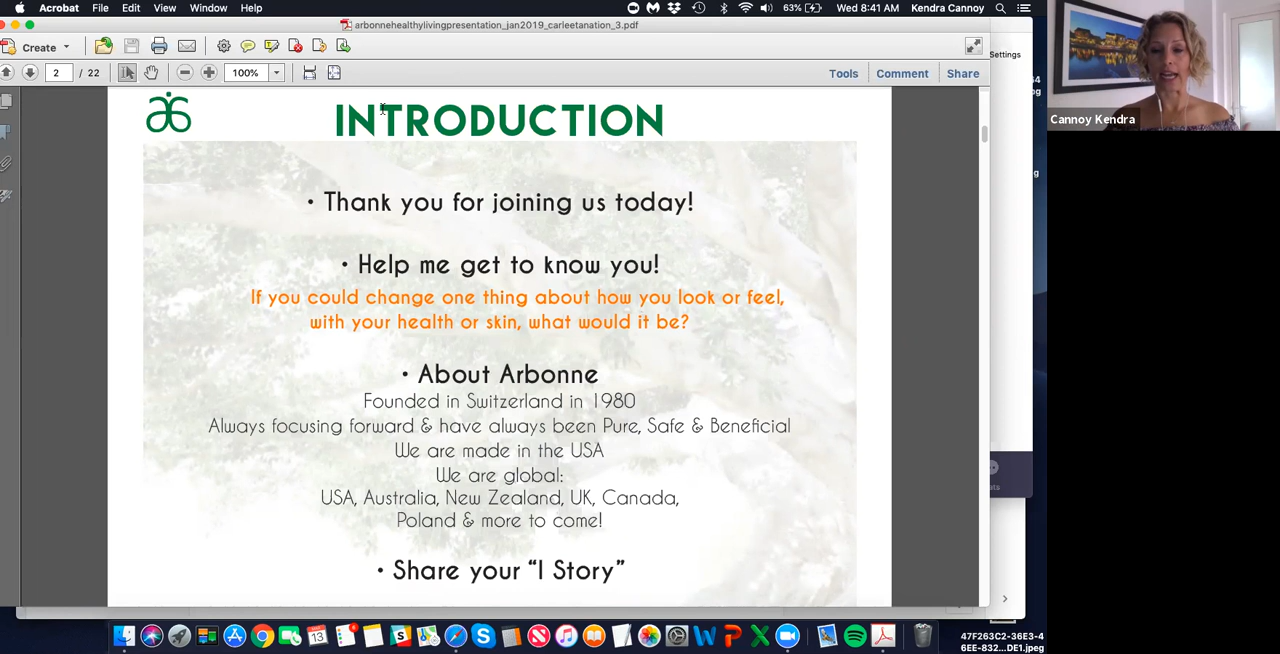 Acrobat File Edit View Window Help
63% Wed 8:41 AM Kendra Cannoy
arbonnehealthylivingpresentation_jan2019_carleetanation_3.pdf
Create
2 / 22 100% Tools Comment Share
Settings
INTRODUCTION
• Thank you for joining us today!
• Help me get to know you!
If you could change one thing about how you look or feel,
with your health or skin, what would it be?
• About Arbonne
Founded in Switzerland in 1980
Always focusing forward & have always been Pure, Safe & Beneficial
We are made in the USA
We are global:
USA, Australia, New Zealand, UK, Canada,
Poland & more to come!
• Share your “I Story”
Cannoy Kendra
47F263C2-36E3-4
6EE-832...DE1.jpeg